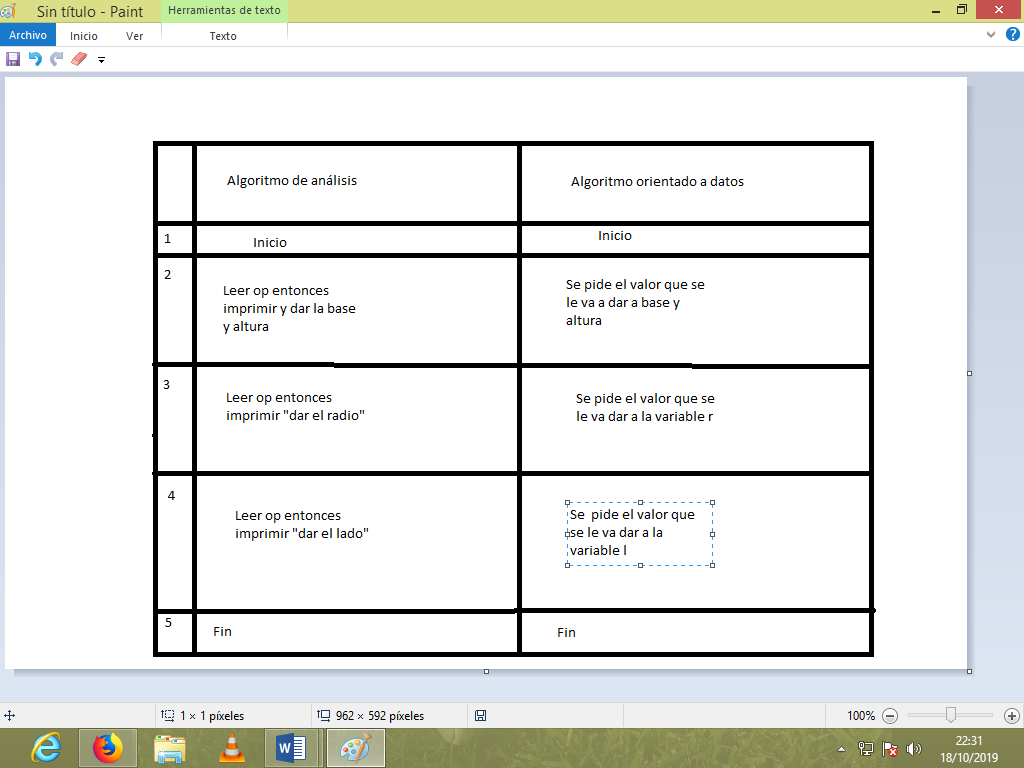 Sin título - Paint
Herramientas de texto
Archivo
Inicio
Ver
Texto
Algoritmo de análisis
Algoritmo orientado a datos
1
Inicio
Inicio
2
Leer op entonces
imprimir y dar la base
y altura
Se pide el valor que se
le va a dar a base y
altura
3
Leer op entonces
imprimir "dar el radio"
Se pide el valor que se
le va dar a la variable r
4
Leer op entonces
imprimir "dar el lado"
Se  pide el valor que
se le va dar a la
variable l
5
Fin
Fin
1 × 1 píxeles
962 × 592 píxeles
100%
22:31
18/10/2019